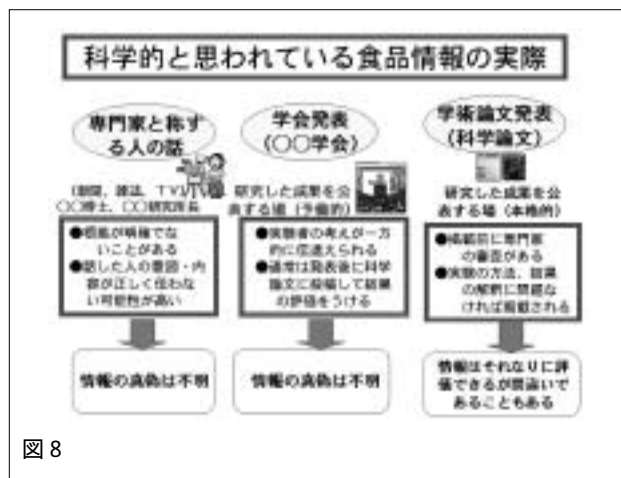 科学的と思われている食品情報の実際
専門家と称す
る人の話
(新聞、雑誌、TV)
〇〇博士、〇〇研究所長
●根拠が明確でな
いことがある
●話した人の意図・内
容が正しく伝わな
い可能性が高い
情報の真偽は不明
学会発表
(〇〇学会)
研究した成果を公
表する場(予備的)
●実験者の考えが一方
的に伝えられる
●通常は発表後に科学
論文に投稿して結果
の評価をうける
情報の真偽は不明
学術論文発表
(科学論文)
研究した成果を公
表する場(本格的)
●掲載前に専門家
の審査がある
●実験の方法、結果
の解釈に問題な
ければ掲載される
情報はそれなりに評
価できるが間違いで
あることもある
図 8